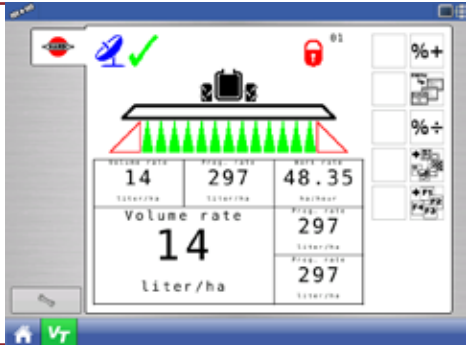 01
%+
%÷
Volume rate
Prog. rate
Work rate
14
297
48.35
liter/ha
liter/ha
ha/hour
Volume rate
14
liter/ha
Prog. rate
297
liter/ha
Prog. rate
297
liter/ha
VT